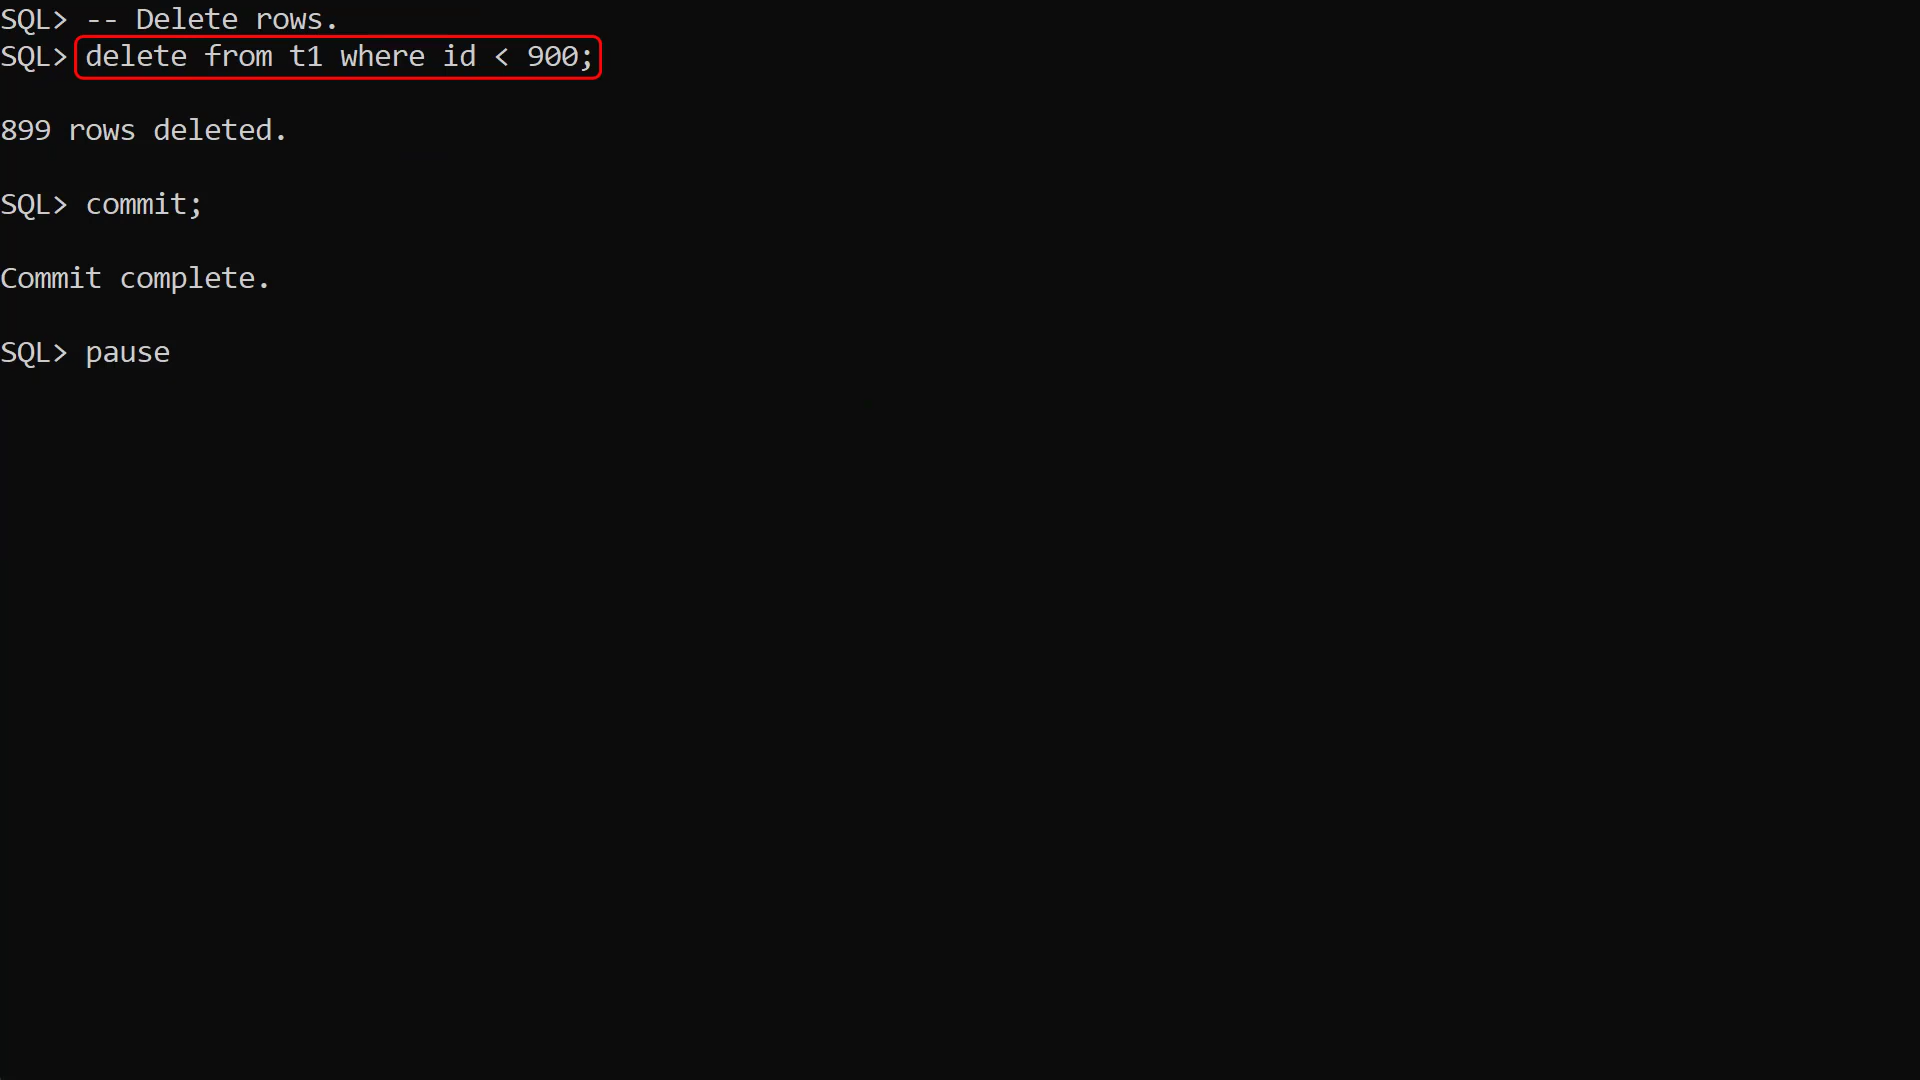 SQL> -- Delete rows.
SQL> delete from t1 where id < 900;
899 rows deleted.
SQL> commit;
Commit complete.
SQL> pause